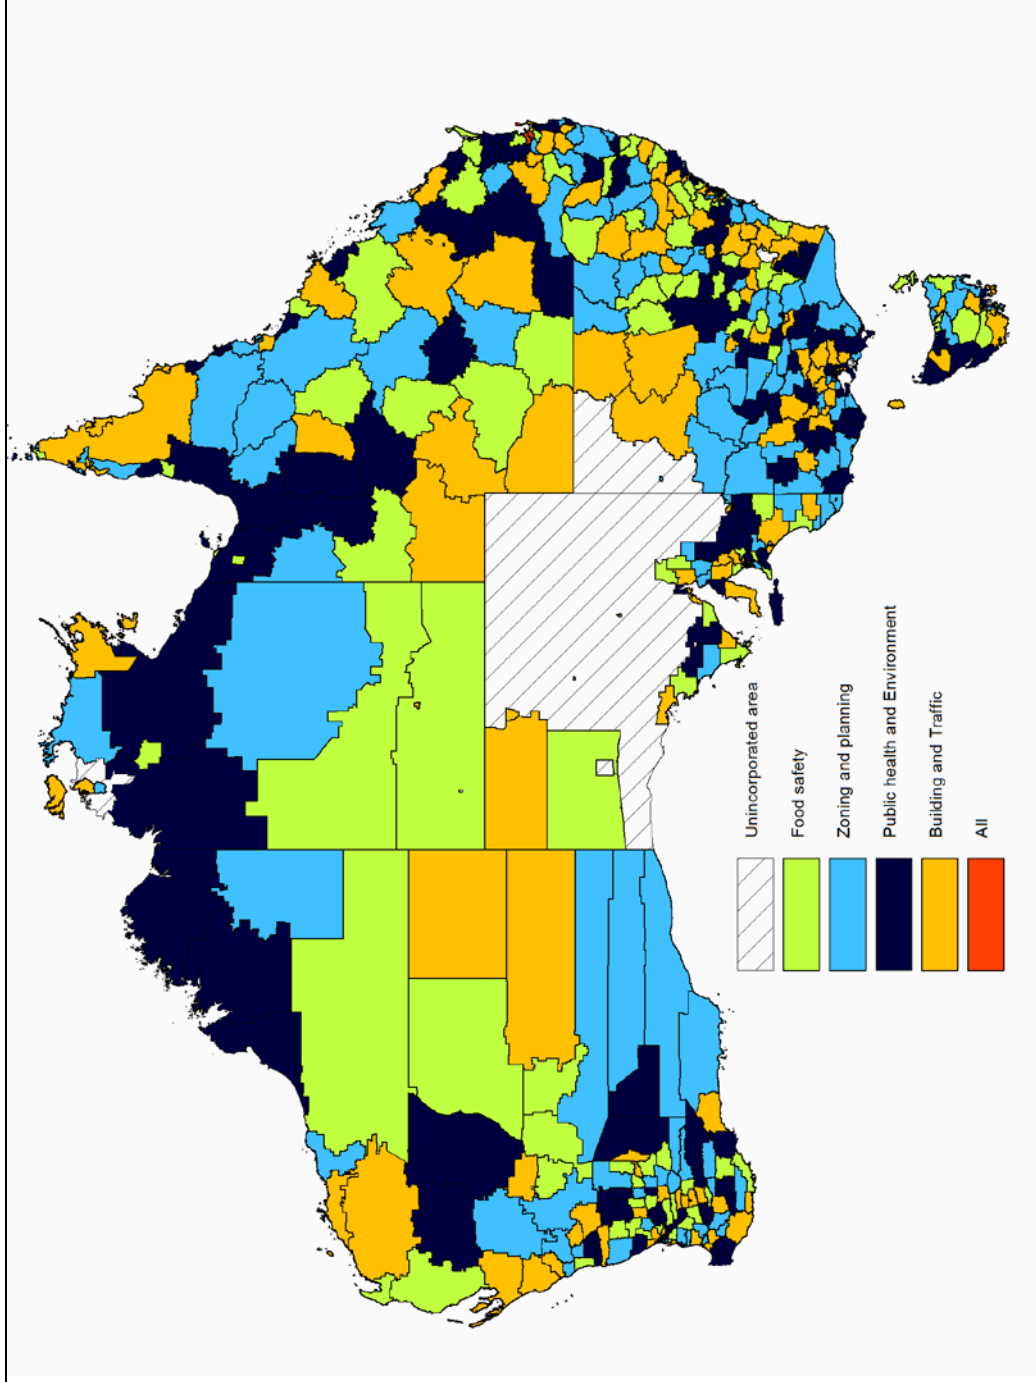 Unincorporated area
Food safety
Zoning and planning
Public health and Environment
Building and Traffic
All